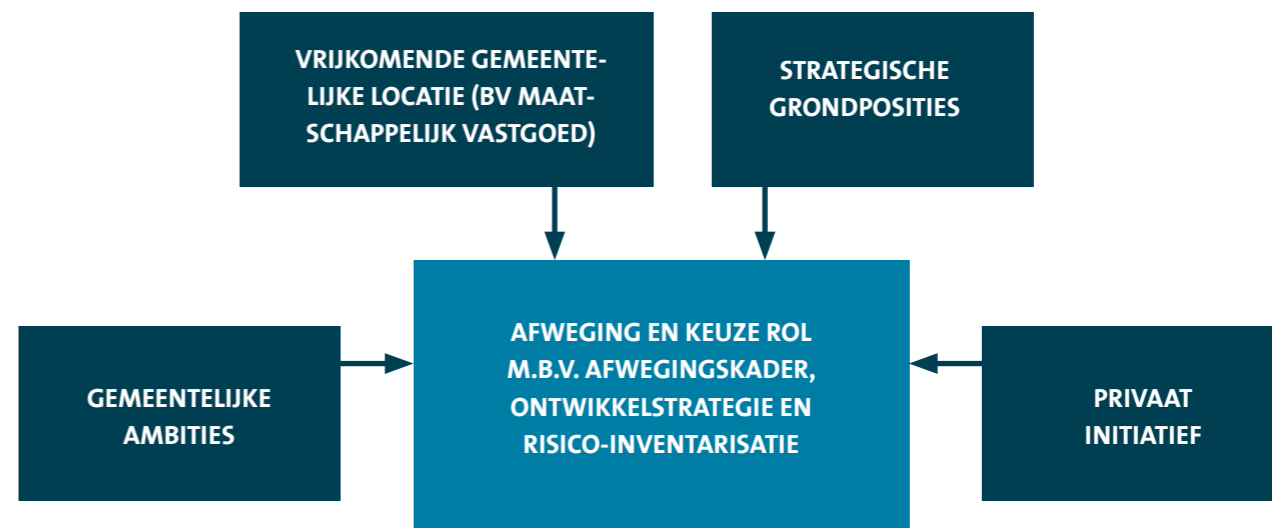 VRIJKOMENDE GEMEENTE-
LIJKE LOCATIE (BV MAAT-
SCHAPPELIJK VASTGOED)
STRATEGISCHE
GRONDPOSITIES
GEMEENTELIJKE
AMBITIES
AFWEGING EN KEUZE ROL
M.B.V. AFWEGINGSKADER,
ONTWIKKELSTRATEGIE EN
RISICO-INVENTARISATIE
PRIVAAT
INITIATIEF